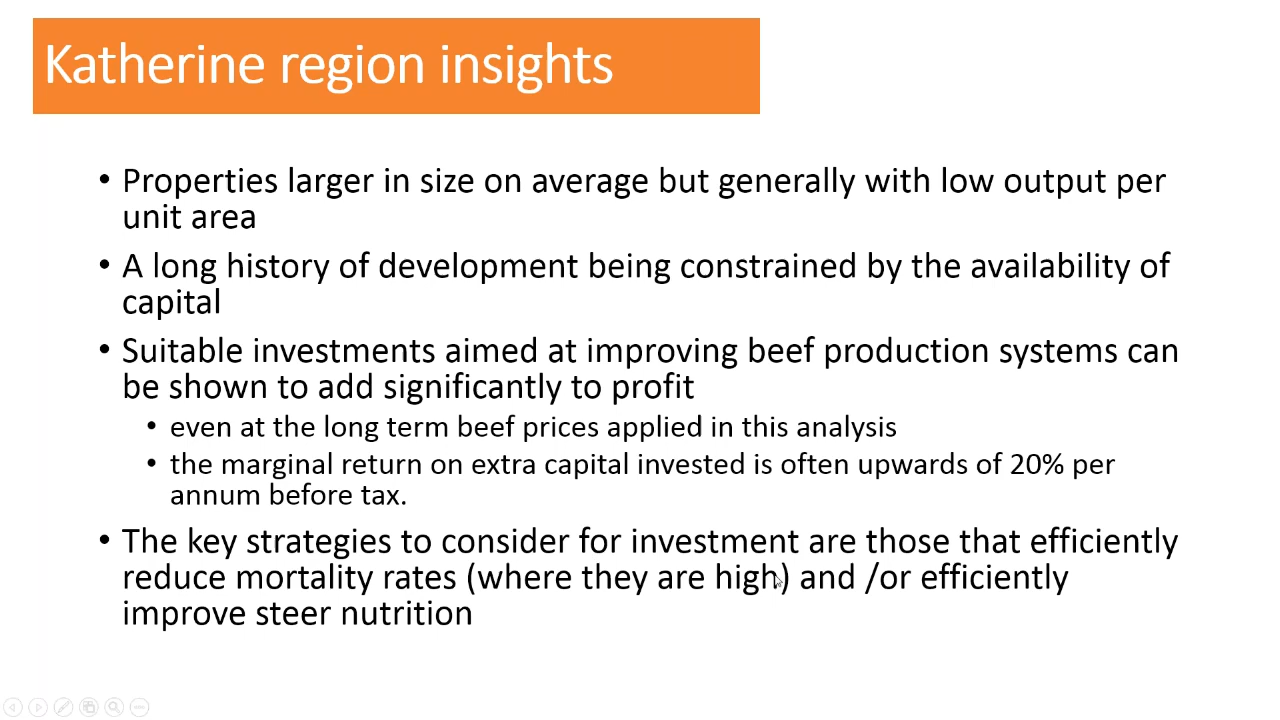 Katherine region insights
• Properties larger in size on average but generally with low output per
unit area
• A long history of development being constrained by the availability of
capital
• Suitable investments aimed at improving beef production systems can
be shown to add significantly to profit
• even at the long term beef prices applied in this analysis
• the marginal return on extra capital invested is often upwards of 20% per
annum before tax.
• The key strategies to consider for investment are those that efficiently
reduce mortality rates (where they are high) and /or efficiently
improve steer nutrition